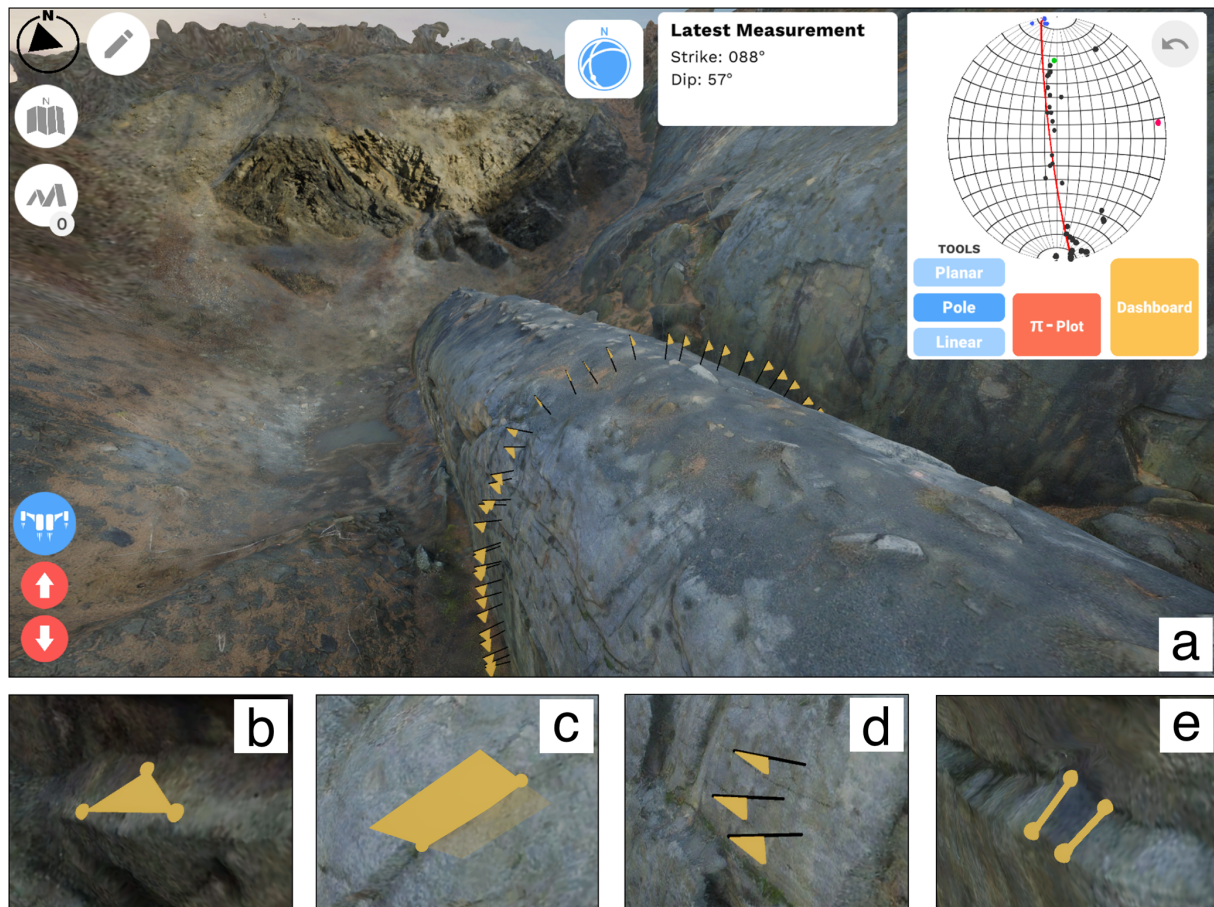 N
N
0
N
Latest Measurement
Strike: 088°
Dip: 57°
TOOLS
Planar
Pole
Linear
π - Plot
Dashboard
a
b
c
d
e